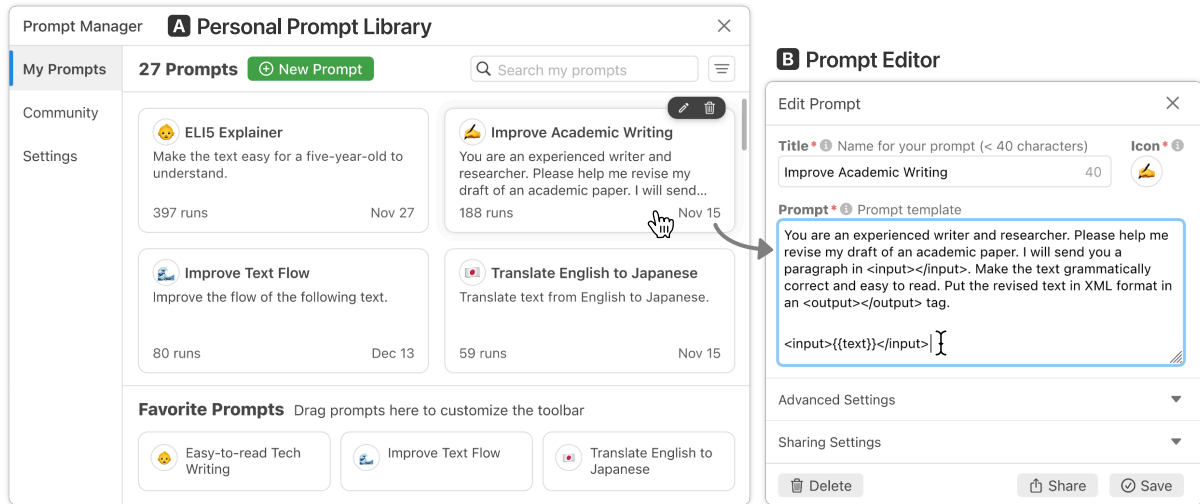 Prompt Manager
A Personal Prompt Library
My Prompts
Community
Settings
27 Prompts
New Prompt
Search my prompts
ELI5 Explainer
Make the text easy for a five-year-old to
understand.
397 runs
Nov 27
Improve Academic Writing
You are an experienced writer and
researcher. Please help me revise my
draft of an academic paper. I will send...
188 runs
Nov 15
Improve Text Flow
Improve the flow of the following text.
80 runs
Dec 13
Translate English to Japanese
Translate text from English to Japanese.
59 runs
Nov 15
Favorite Prompts Drag prompts here to customize the toolbar
Easy-to-read Tech
Writing
Improve Text Flow
Translate English to
Japanese
B Prompt Editor
Edit Prompt
Title* Name for your prompt (< 40 characters)
Icon*
Improve Academic Writing
40
Prompt* Prompt template
You are an experienced writer and researcher. Please help me
revise my draft of an academic paper. I will send you a
paragraph in <input></input>. Make the text grammatically
correct and easy to read. Put the revised text in XML format in
an <output></output> tag.
<input>{{text}}</input>
Advanced Settings
Sharing Settings
Delete
Share
Save